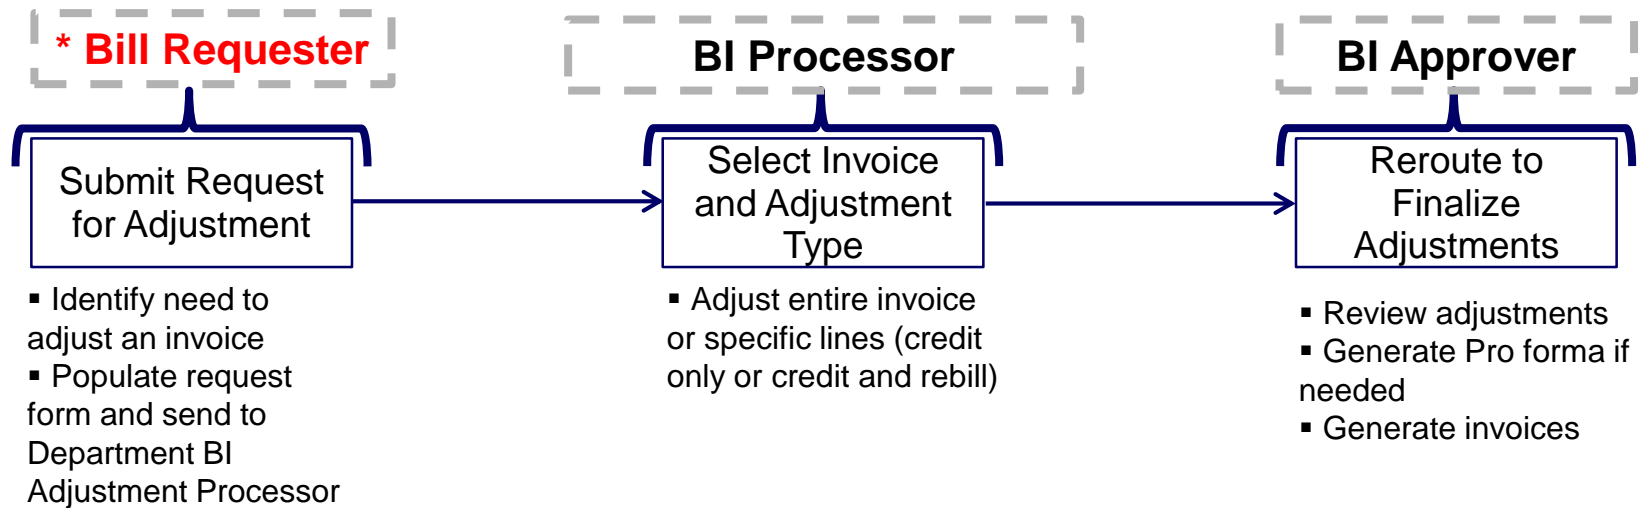 * Bill Requester
BI Processor
BI Approver
Submit Request
for Adjustment
Select Invoice
and Adjustment
Type
Reroute to
Finalize
Adjustments
▪ Identify need to
adjust an invoice
▪ Populate request
form and send to
Department BI
Adjustment Processor
▪ Adjust entire invoice
or specific lines (credit
only or credit and rebill)
▪ Review adjustments
▪ Generate Pro forma if
needed
▪ Generate invoices